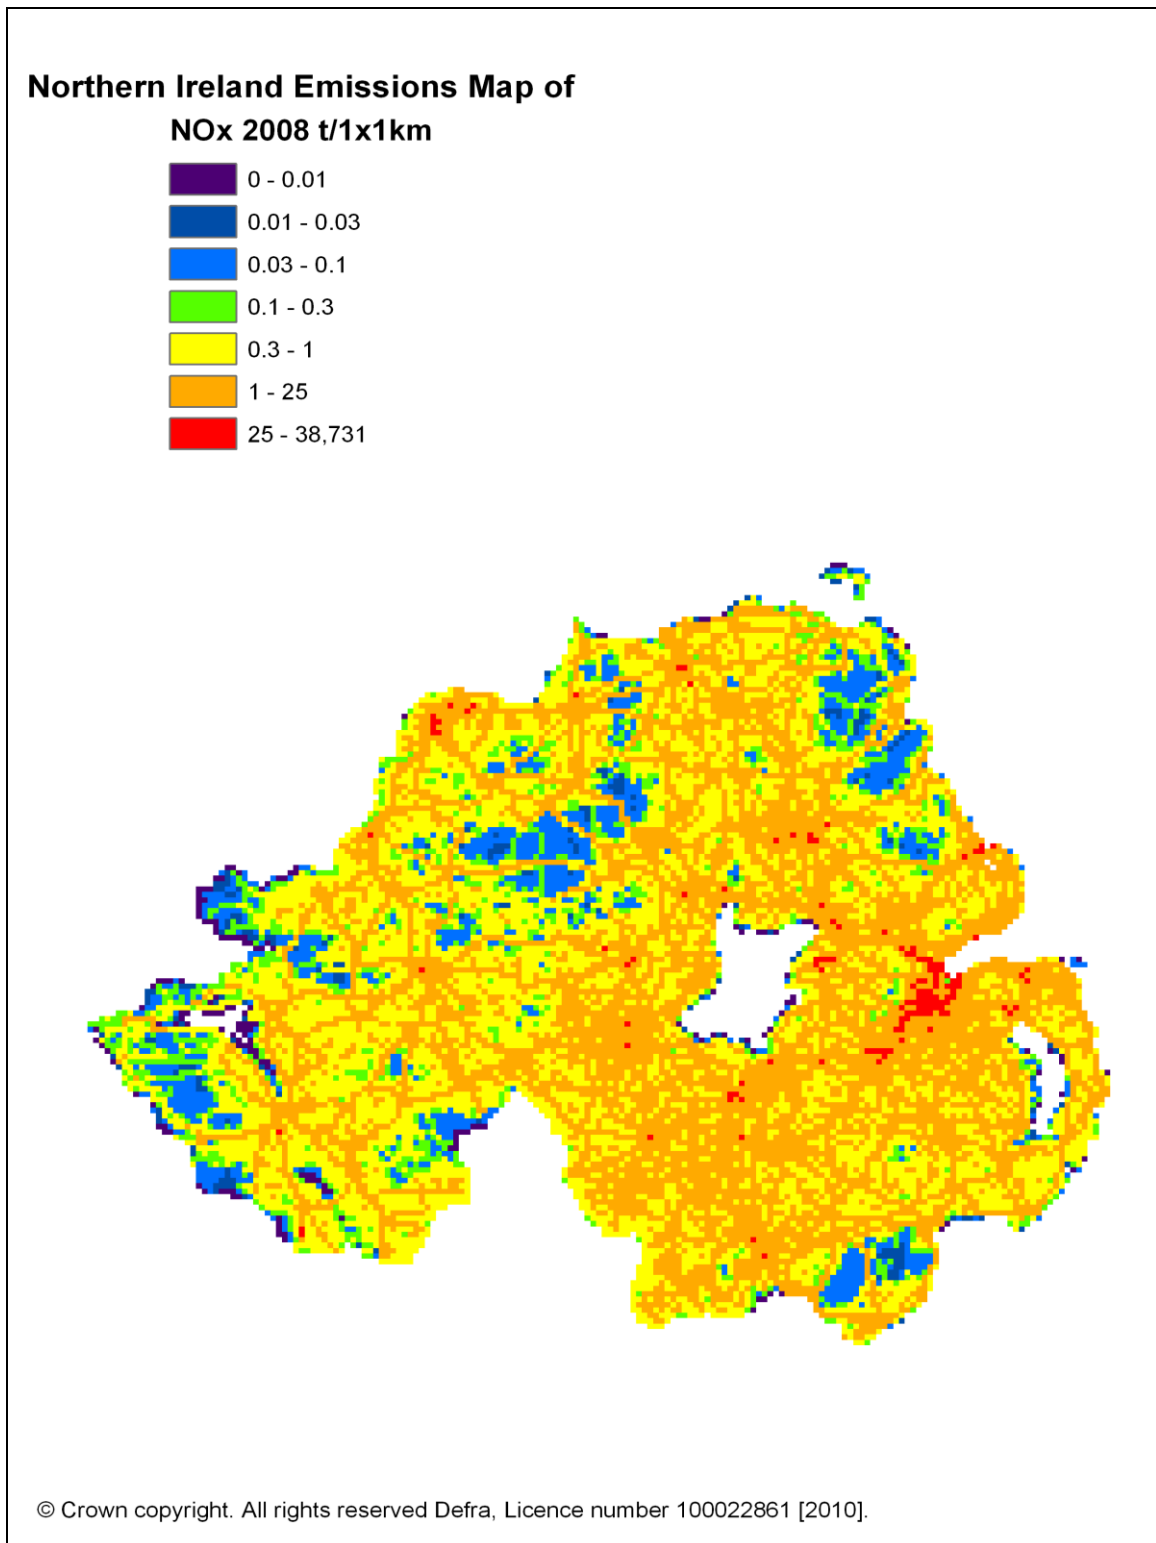 Northern Ireland Emissions Map of
NOx 2008 t/1x1km
0 - 0.01
0.01 - 0.03
0.03 - 0.1
0.1 - 0.3
0.3 - 1
1 - 25
25 - 38,731
© Crown copyright. All rights reserved Defra, Licence number 100022861 [2010].